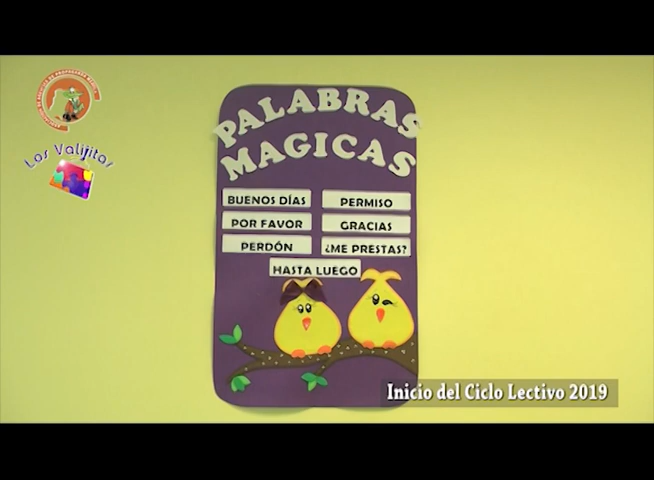 Los Valijitas
PALABRAS
MAGICAS
BUENOS DÍAS
PERMISO
POR FAVOR
GRACIAS
PERDÓN
¿ME PRESTAS?
HASTA LUEGO
Inicio del Ciclo Lectivo 2019